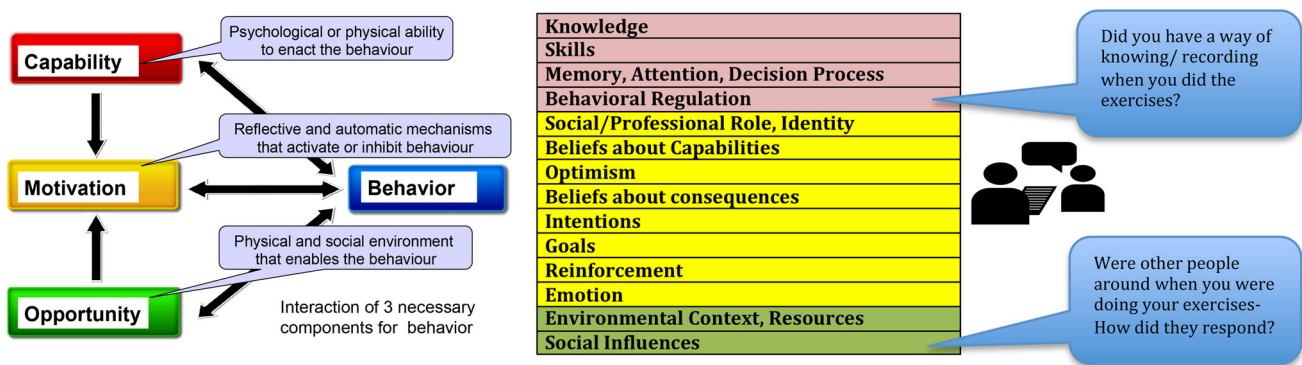 Psychological or physical ability
to enact the behaviour
Capability
Reflective and automatic mechanisms
that activate or inhibit behaviour
Motivation
Behavior
Physical and social environment
that enables the behaviour
Opportunity
Interaction of 3 necessary
components for behavior
Knowledge
Skills
Memory, Attention, Decision Process
Behavioral Regulation
Social/Professional Role, Identity
Beliefs about Capabilities
Optimism
Beliefs about consequences
Intentions
Goals
Reinforcement
Emotion
Environmental Context, Resources
Social Influences
Did you have a way of
knowing/ recording
when you did the
exercises?
Were other people
around when you were
doing your exercises-
How did they respond?